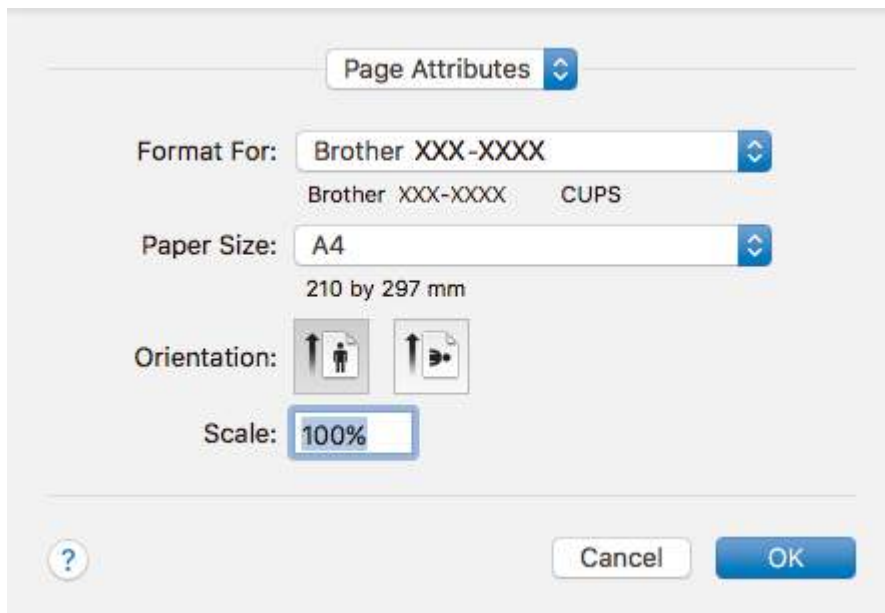 Page Attributes
Format For: Brother XXX-XXXX
Brother XXX-XXXX CUPS
Paper Size: A4
210 by 297 mm
Orientation:
Scale: 100%
? Cancel OK